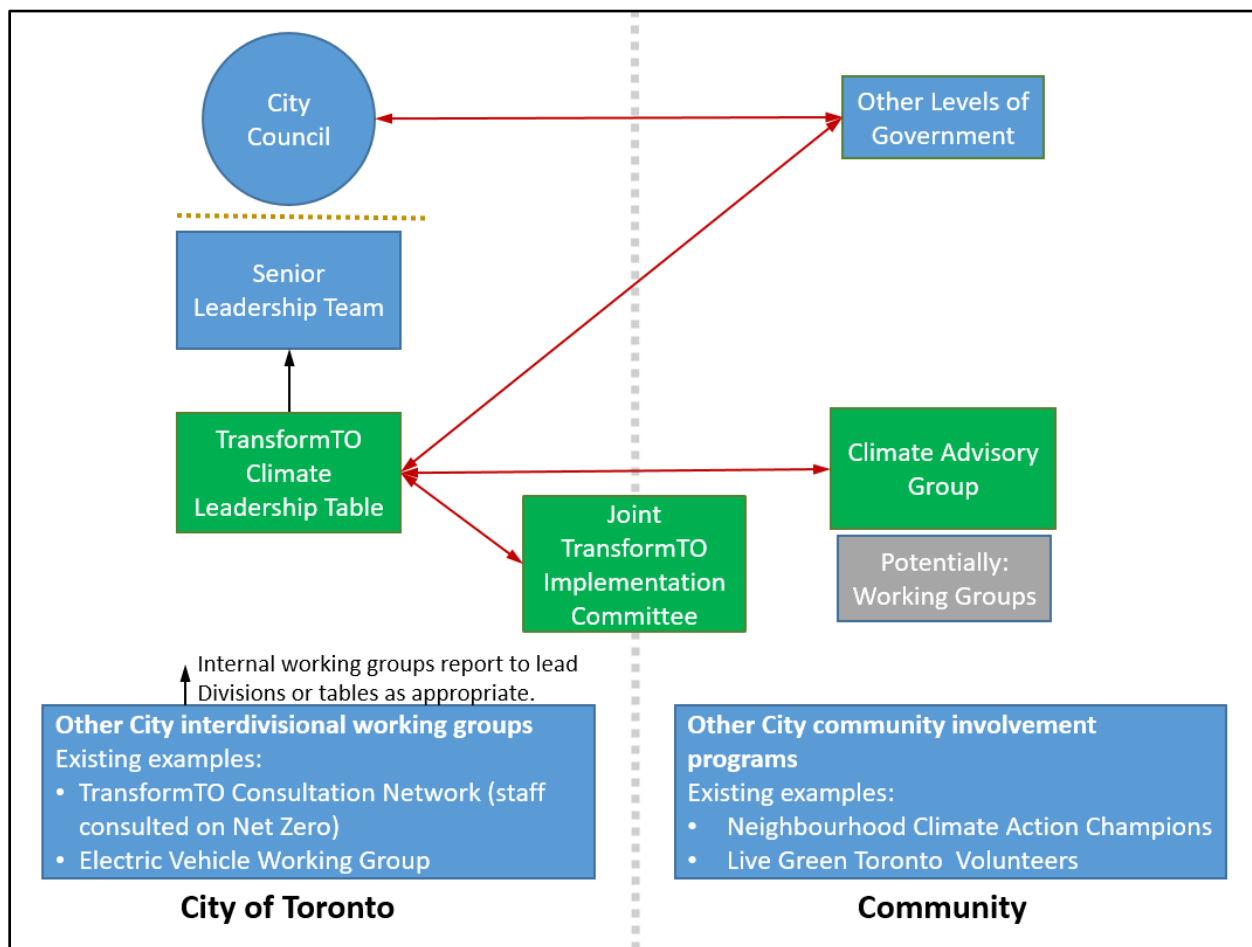 City
Council
Other Levels of
Government
Senior
Leadership Team
TransformTO
Climate
Leadership Table
Climate Advisory
Group
Joint
TransformTO
Implementation
Committee
Potentially:
Working Groups
Internal working groups report to lead
Divisions or tables as appropriate.
Other City interdivisional working groups
Existing examples:
• TransformTO Consultation Network (staff
consulted on Net Zero)
• Electric Vehicle Working Group
Other City community involvement
programs
Existing examples:
• Neighbourhood Climate Action Champions
• Live Green Toronto Volunteers
City of Toronto
Community